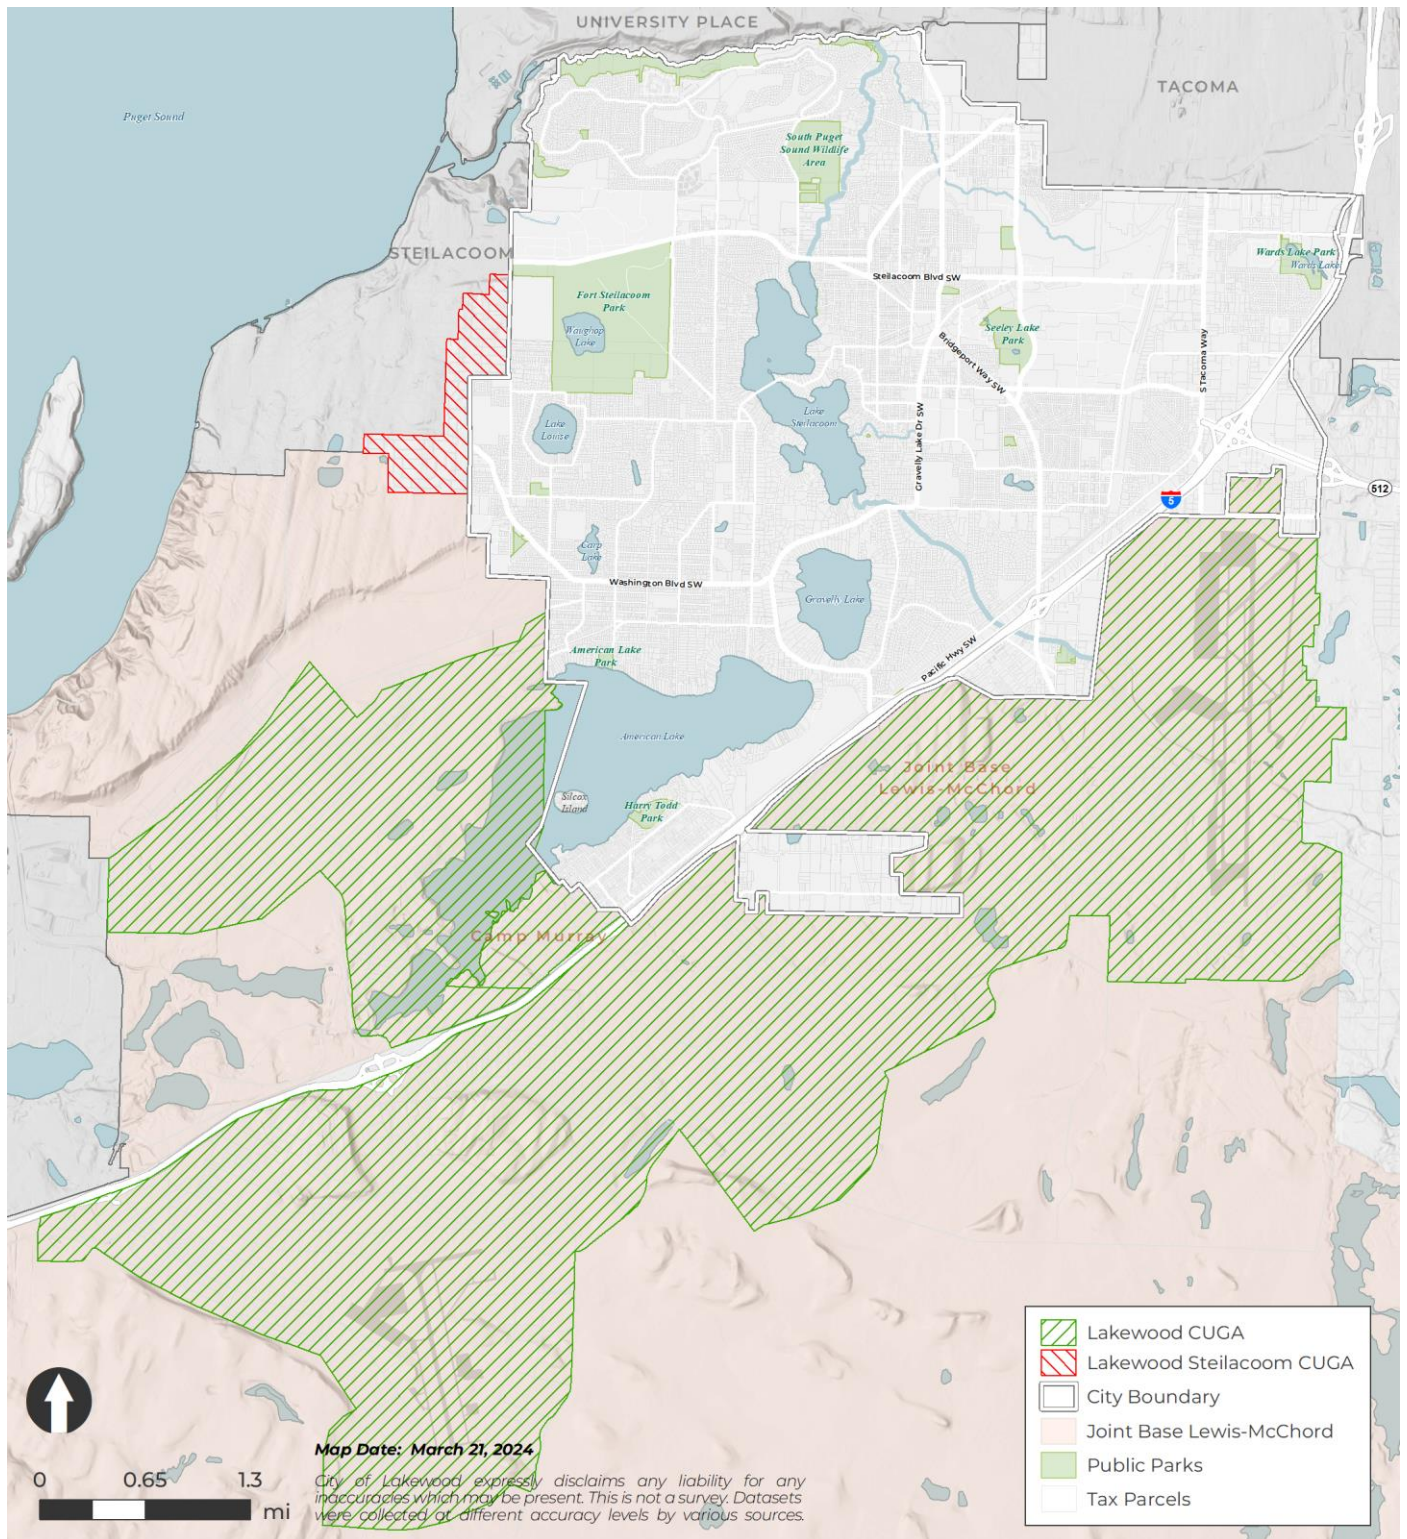 UNIVERSITY PLACE
TACOMA
Puget Sound
South Puget
Sound Wildlife
Area
STEILACOOM
Wards Lake Park
Wards Lake
Steilacoom Blvd SW
Fort Steilacoom
Park
Waughop
Lake
Seeley Lake
Park
Bridgeport Way SW
S Tacoma Way
Lake
Louise
Lake
Steilacoom
Gravelly Lake Dr SW
512
5
Carp
Lake
Washington Blvd SW
Gravelly Lake
American Lake
Park
Pacific Hwy SW
American Lake
Joint Base
Lewis-McChord
Silcox
Island
Harry Todd
Park
Camp Murray
Lakewood CUGA
Lakewood Steilacoom CUGA
City Boundary
Joint Base Lewis-McChord
Public Parks
Tax Parcels
Map Date: March 21, 2024
0 0.65 1.3
mi
City of Lakewood expressly disclaims any liability for any
inaccuracies which may be present. This is not a survey. Datasets
were collected at different accuracy levels by various sources.